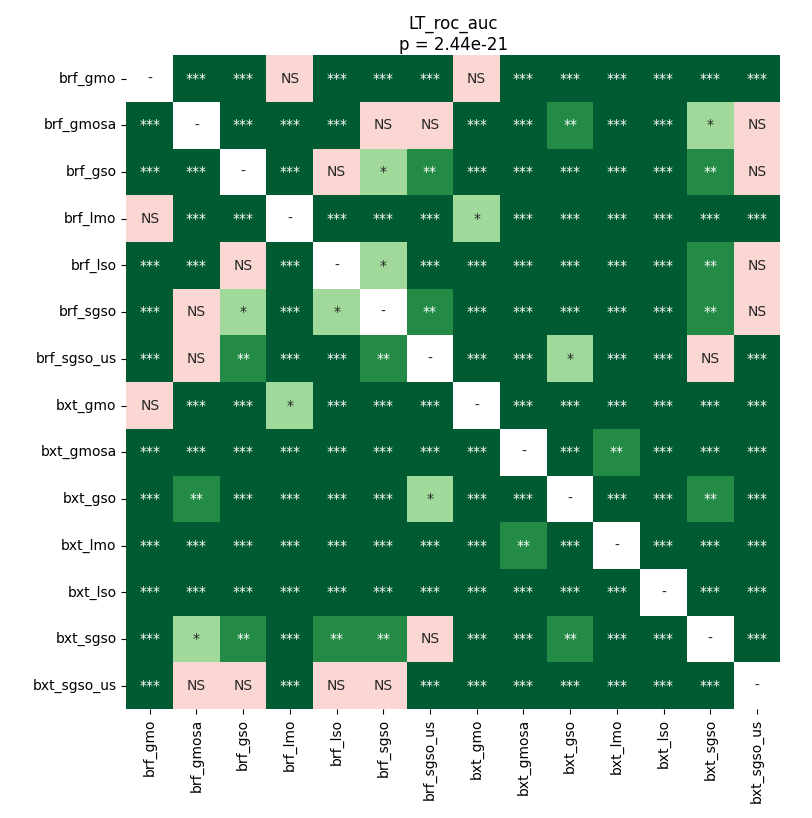 LT_roc_auc
p = 2.44e-21
brf_gmo - *** *** NS *** *** *** NS *** *** *** *** *** ***
brf_gmosa *** - *** *** *** NS NS *** *** ** *** *** * NS
brf_gso *** *** - *** NS * ** *** *** *** *** *** ** NS
brf_lmo NS *** *** - *** *** *** * *** *** *** *** *** ***
brf_lso *** *** NS *** - * *** *** *** *** *** *** ** NS
brf_sgso *** NS * *** * - ** *** *** *** *** *** ** NS
brf_sgso_us *** NS ** *** *** ** - *** *** * *** *** NS ***
bxt_gmo NS *** *** * *** *** *** - *** *** *** *** *** ***
bxt_gmosa *** *** *** *** *** *** *** *** - *** ** *** *** ***
bxt_gso *** ** *** *** *** *** * *** *** - *** *** ** ***
bxt_lmo *** *** *** *** *** *** *** *** ** *** - *** *** ***
bxt_lso *** *** *** *** *** *** *** *** *** *** *** - *** ***
bxt_sgso *** * ** *** ** ** NS *** *** ** *** *** - ***
bxt_sgso_us *** NS NS *** NS NS *** *** *** *** *** *** *** -
brf_gmo
brf_gmosa
brf_gso
brf_lmo
brf_lso
brf_sgso
brf_sgso_us
bxt_gmo
bxt_gmosa
bxt_gso
bxt_lmo
bxt_lso
bxt_sgso
bxt_sgso_us